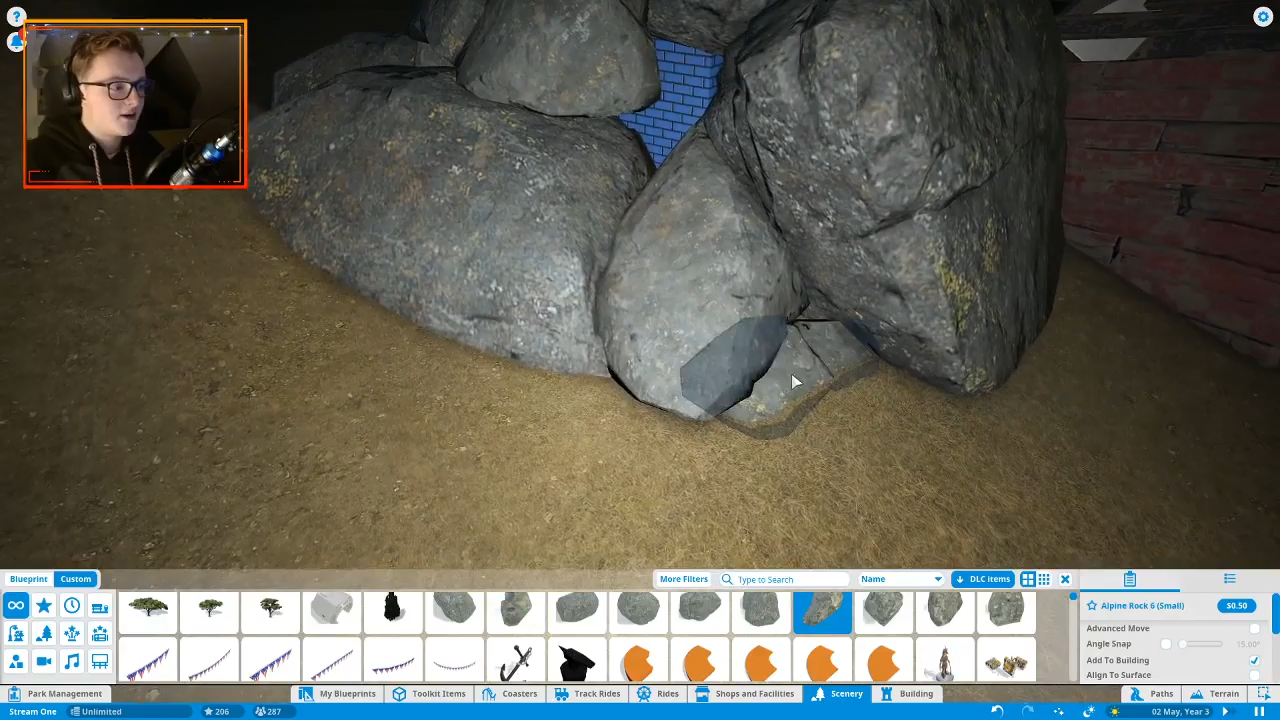 Blueprint Custom
More Filters Type to Search Name DLC items
Alpine Rock 6 (Small) $0.50
Advanced Move
Angle Snap 15.00°
Add To Building
Align To Surface
Park Management My Blueprints Toolkit Items Coasters Track Rides Rides Shops and Facilities Scenery Building Paths Terrain
Stream One Unlimited 206 287 02 May, Year 3